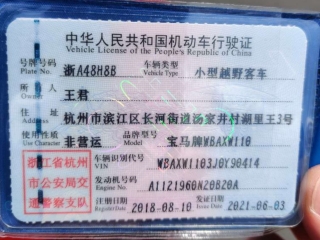 中华人民共和国机动车行驶证
Vehicle License of the People's Republic of China
号牌号码 浙A48H8B 车辆类型 小型越野客车
Plate No. Vehicle Type
所有人 王君
Owner
住址 杭州市滨江区长河街道汤家井村湖里王3号
Address
使用性质 非营运 品牌型号 宝马牌WBAXW110
Use Character Model
浙江省杭州市公安局交通警察支队
车辆识别代号 WBAXW1103J0Y90414
VIN
发动机号码 A1121960N20B20A
Engine No.
注册日期 2018-08-10 发证日期 2021-06-03
Register Date Issue Date